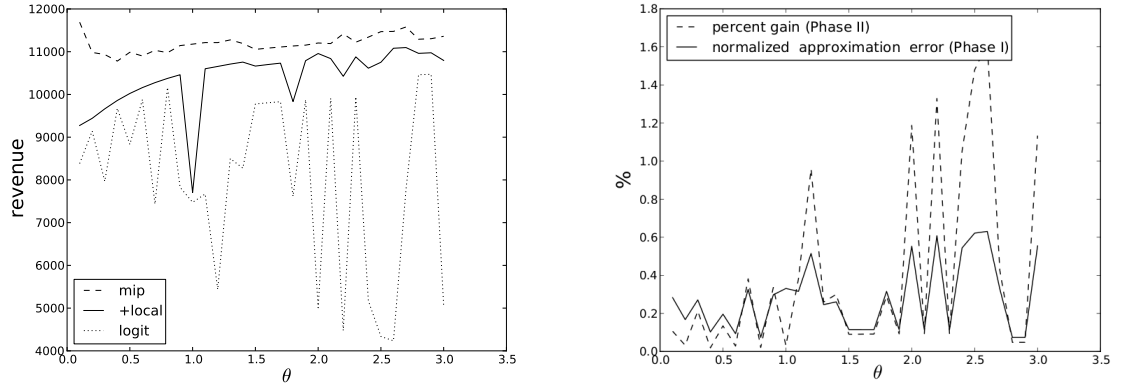 12000
11000
10000
9000
8000
7000
6000
5000
4000
revenue
mip
+local
logit
0.0 0.5 1.0 1.5 2.0 2.5 3.0 3.5
θ
1.8
1.6
1.4
1.2
1.0
0.8
0.6
0.4
0.2
0.0
%
percent gain (Phase II)
normalized approximation error (Phase I)
0.0 0.5 1.0 1.5 2.0 2.5 3.0 3.5
θ